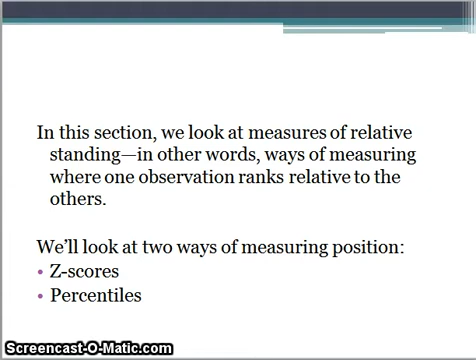 In this section, we look at measures of relative
standing—in other words, ways of measuring
where one observation ranks relative to the
others.
We'll look at two ways of measuring position:
• Z-scores
• Percentiles
Screencast-O-Matic.com